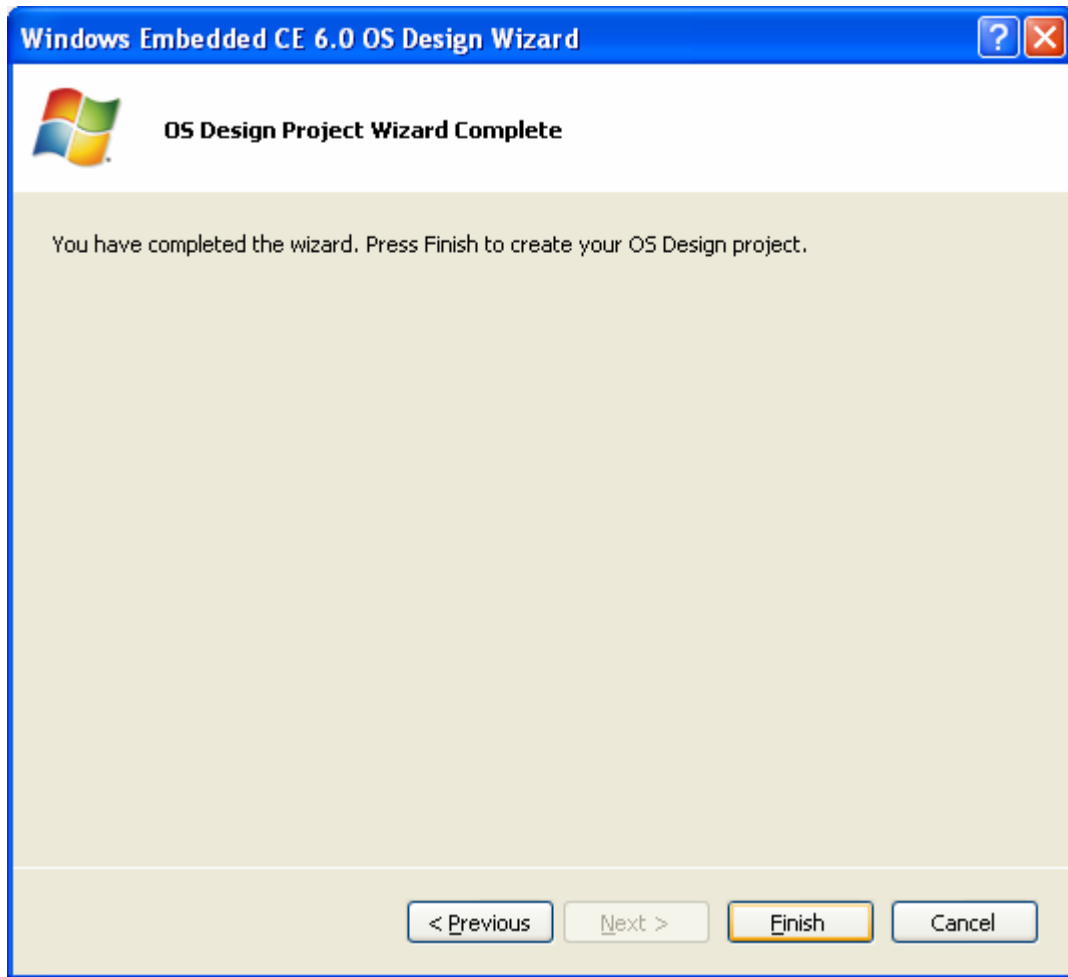 Windows Embedded CE 6.0 OS Design Wizard
OS Design Project Wizard Complete
You have completed the wizard. Press Finish to create your OS Design project.
< Previous Next > Finish Cancel